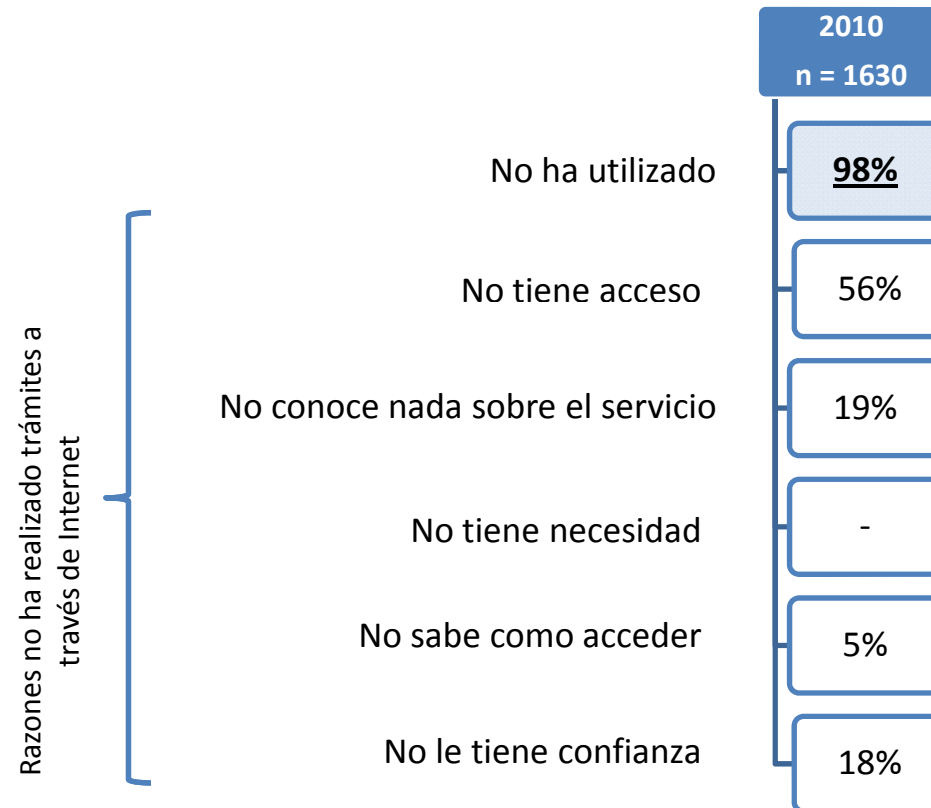 2010
n = 1630
No ha utilizado 98%
Razones no ha realizado trámites a
través de Internet
No tiene acceso 56%
No conoce nada sobre el servicio 19%
No tiene necesidad -
No sabe como acceder 5%
No le tiene confianza 18%